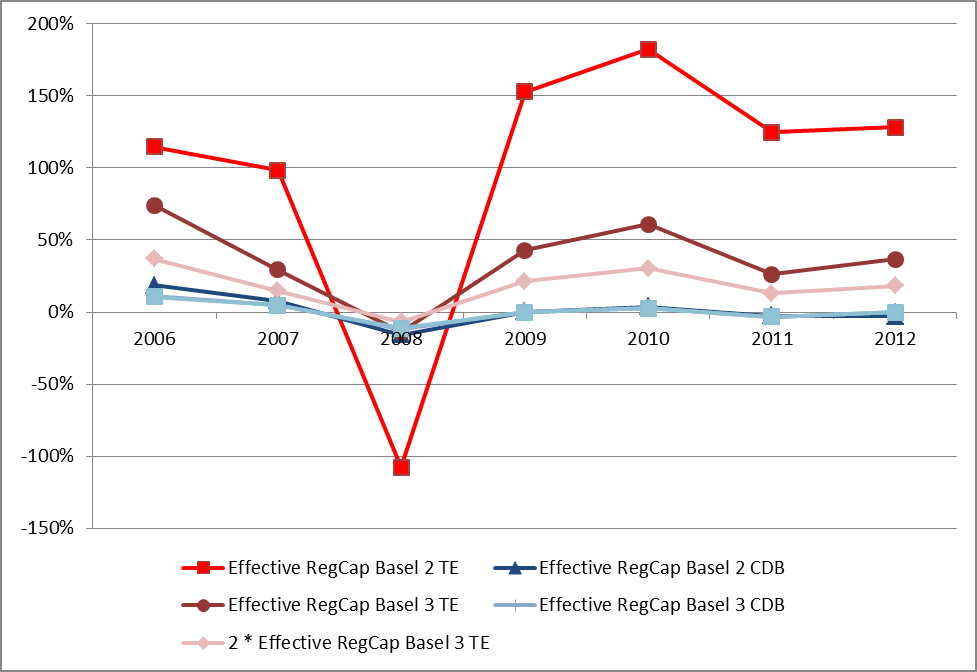 200%
150%
100%
50%
0%
-50%
-100%
-150%
2006 2007 2008 2009 2010 2011 2012
Effective RegCap Basel 2 TE Effective RegCap Basel 2 CDB
Effective RegCap Basel 3 TE Effective RegCap Basel 3 CDB
2 * Effective RegCap Basel 3 TE